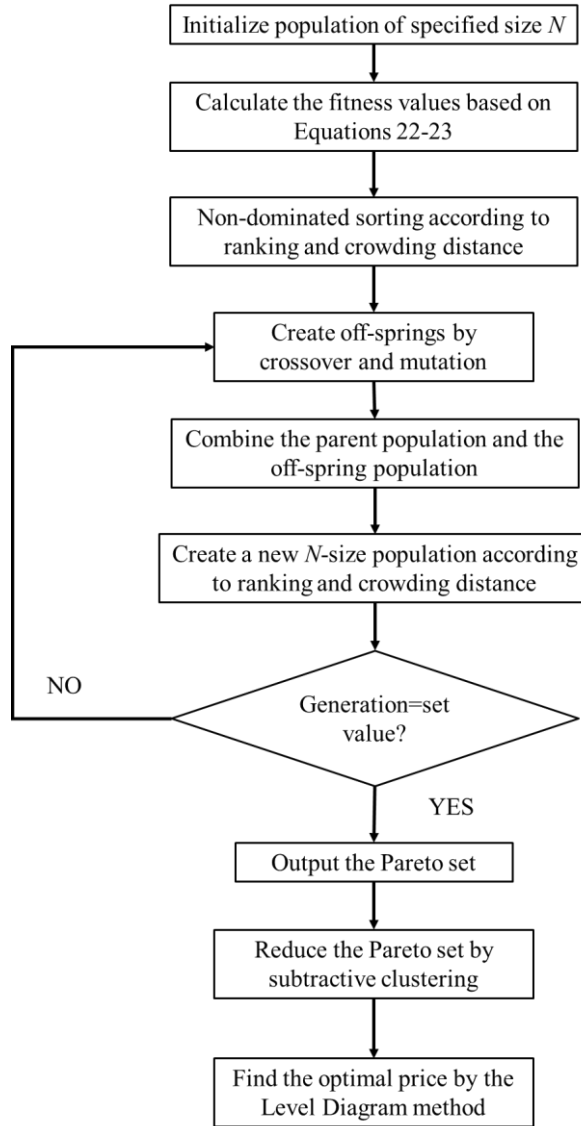 Initialize population of specified size N
Calculate the fitness values based on
Equations 22-23
Non-dominated sorting according to
ranking and crowding distance
Create off-springs by
crossover and mutation
Combine the parent population and the
off-spring population
Create a new N-size population according
to ranking and crowding distance
NO
Generation=set
value?
YES
Output the Pareto set
Reduce the Pareto set by
subtractive clustering
Find the optimal price by the
Level Diagram method